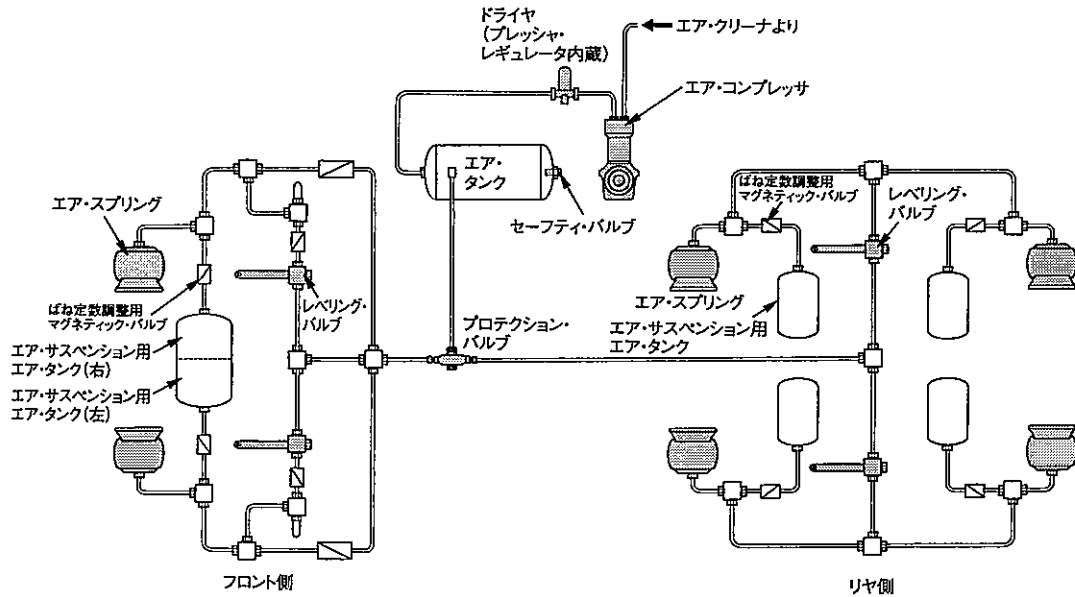 ドライヤ
(プレッシャ・
レギュレータ内蔵)
エア・クリーナより
エア・コンプレッサ
エア・
タンク
セーフティ・バルブ
エア・スプリング
ばね定数調整用
マグネティック・バルブ
エア・サスペンション用
エア・タンク(右)
エア・サスペンション用
エア・タンク(左)
レベリング・
バルブ
プロテクション・
バルブ
ばね定数調整用
マグネティック・バルブ
レベリング・
バルブ
エア・スプリング
エア・サスペンション用
エア・タンク
フロント側
リヤ側